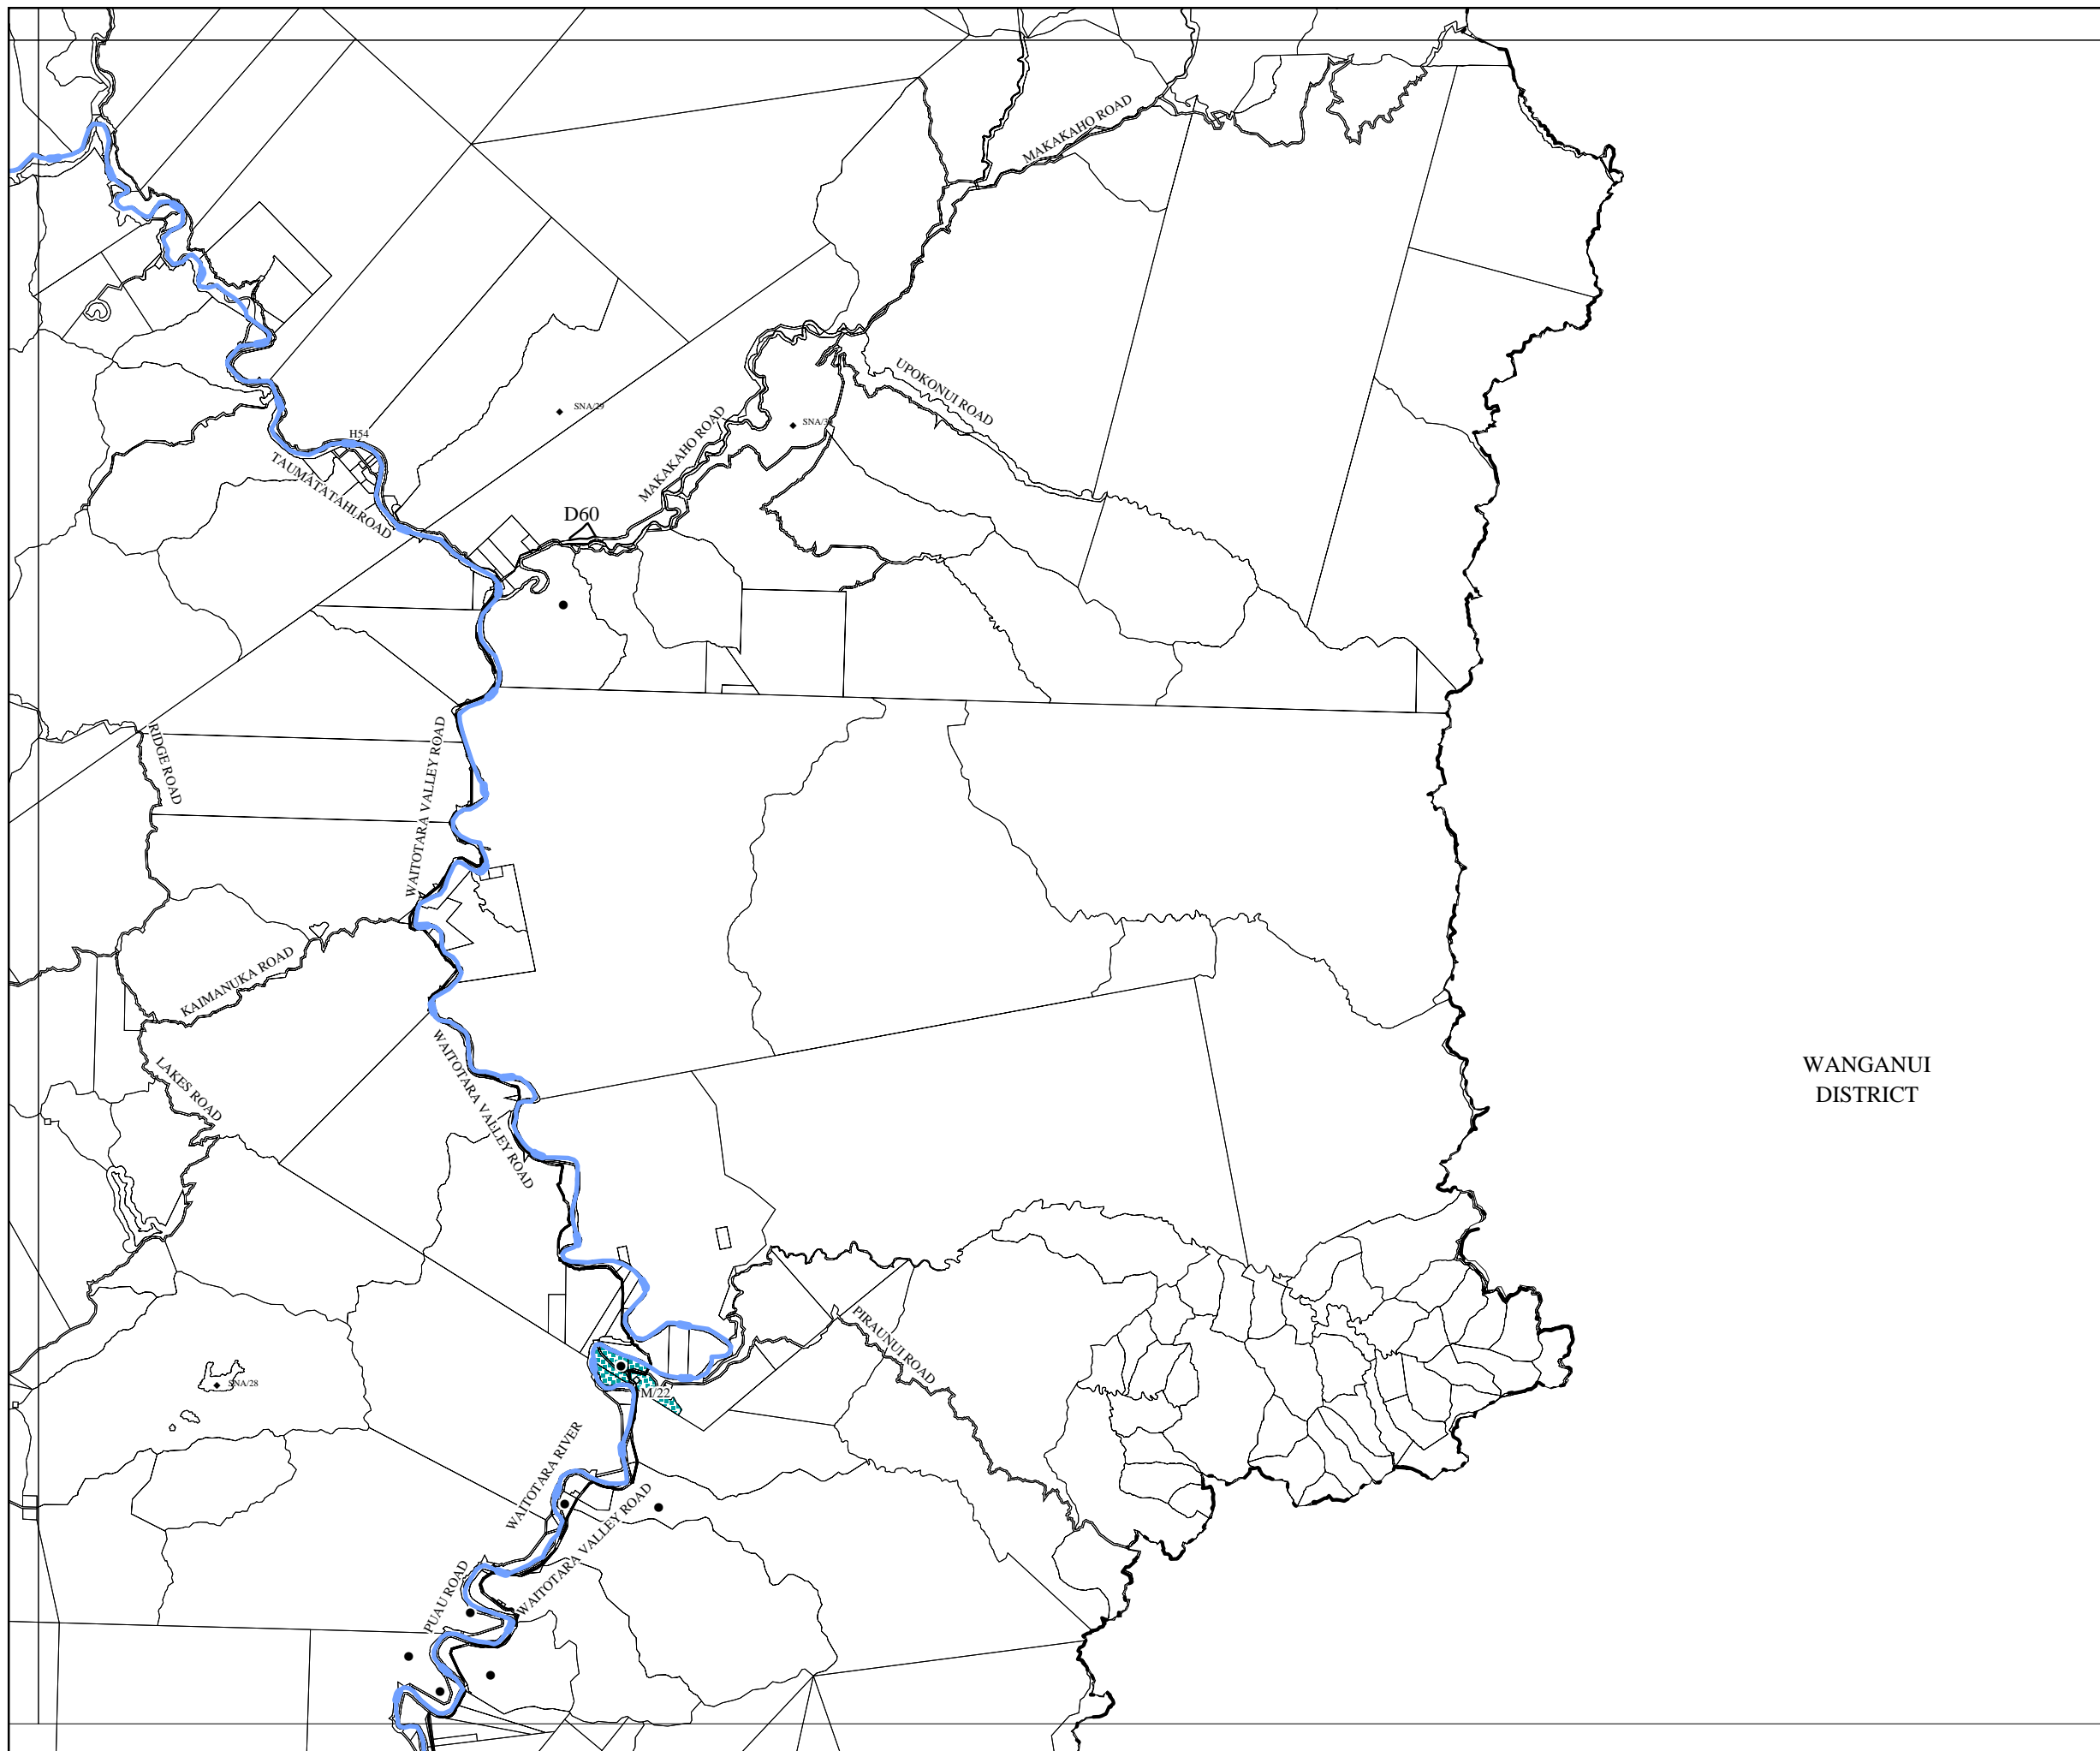 MAKAKAHO ROAD
UPOKONUI ROAD
SNA/29
MAKAKAHO ROAD
H54
TAUMATATAHI ROAD
D60
RIDGE ROAD
WAITOTARA VALLEY ROAD
KAIMANUKA ROAD
LAKES ROAD
WAITOTARA VALLEY ROAD
WANGANUI
DISTRICT
PIRAUNUI ROAD
SNA/28
M/22
WAITOTARA RIVER
WAITOTARA VALLEY ROAD
PUAU ROAD